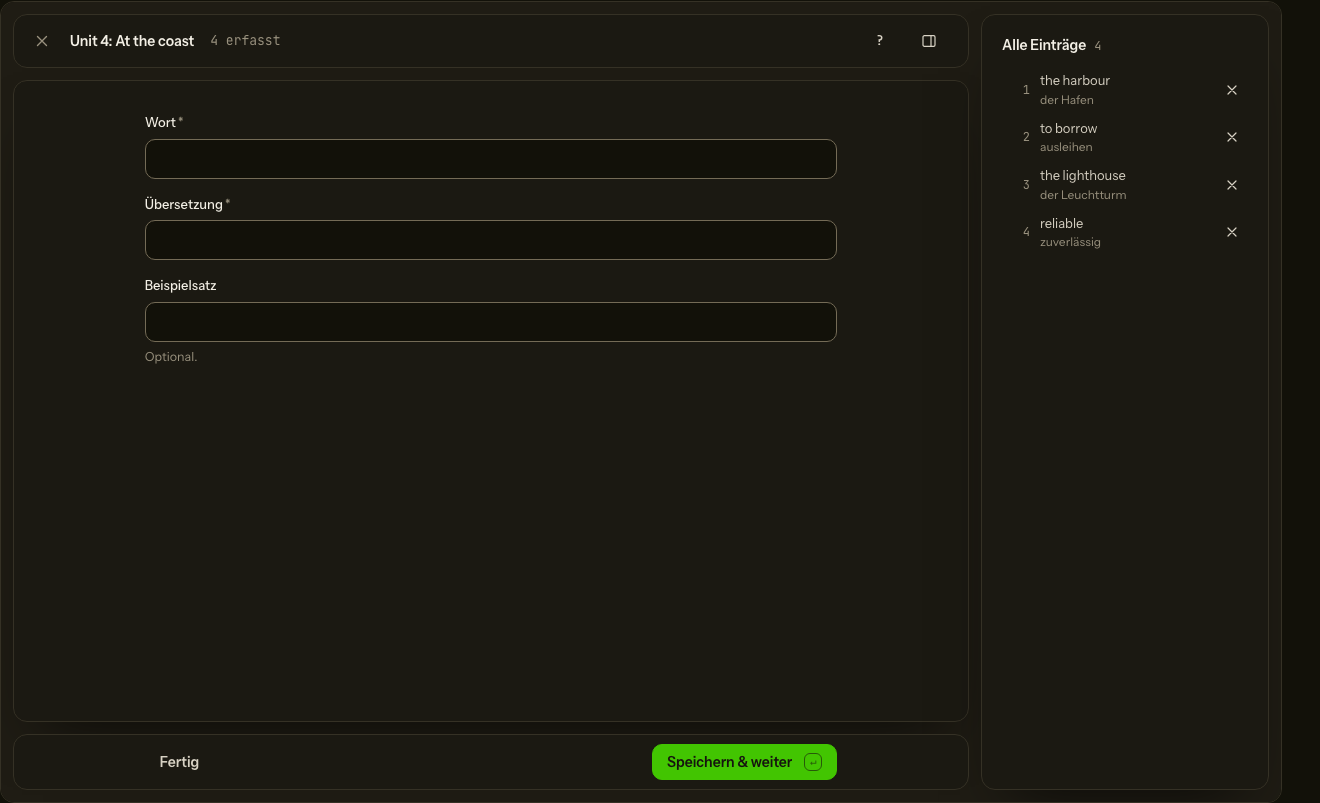 Unit 4: At the coast 4 erfasst ?
Wort *
Übersetzung *
Beispielsatz
Optional.
Fertig
Speichern & weiter ↵
Alle Einträge 4
1 the harbour
der Hafen
2 to borrow
ausleihen
3 the lighthouse
der Leuchtturm
4 reliable
zuverlässig